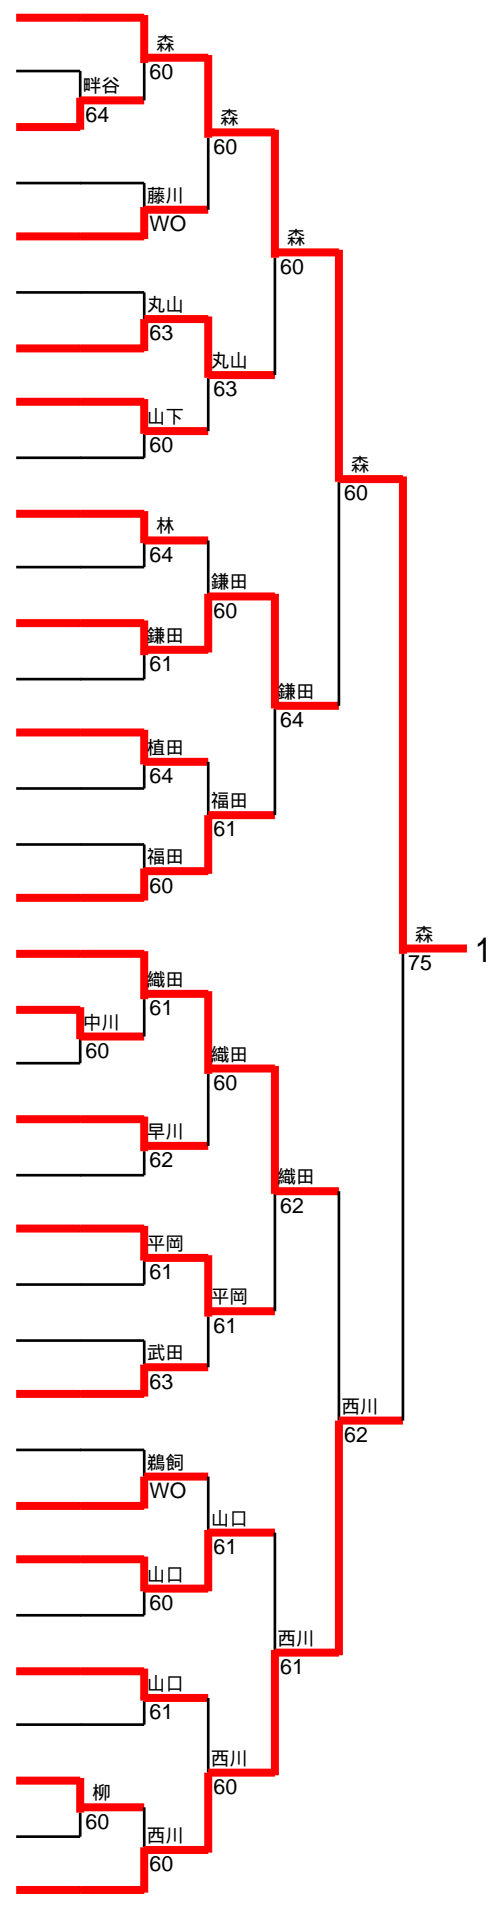 森
60
畔谷
64
森
60
藤川
WO
森
60
丸山
63
丸山
63
山下
60
森
60
林
64
鎌田
60
鎌田
61
鎌田
64
植田
64
福田
61
福田
60
森
75
1
織田
61
中川
60
織田
60
早川
62
織田
62
平岡
61
平岡
61
武田
63
西川
62
鵜飼
WO
山口
61
山口
60
西川
61
山口
61
西川
60
柳
60
西川
60